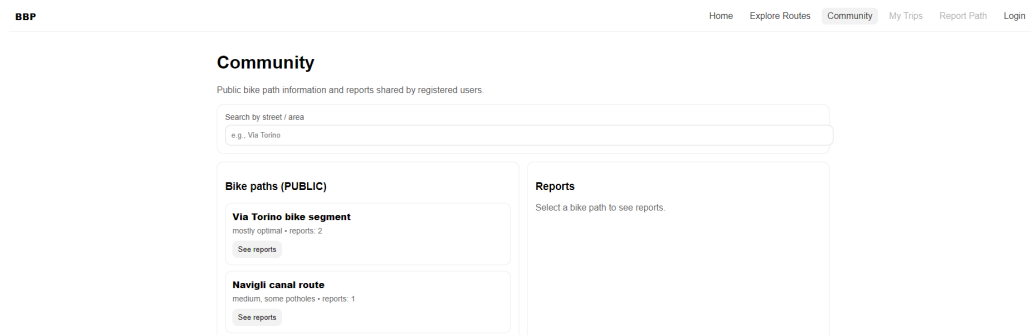 BBP
Home Explore Routes Community My Trips Report Path Login
Community
Public bike path information and reports shared by registered users.
Search by street / area
e.g., Via Torino
Bike paths (PUBLIC)
Via Torino bike segment
mostly optimal • reports: 2
See reports
Navigli canal route
medium, some potholes • reports: 1
See reports
Reports
Select a bike path to see reports.